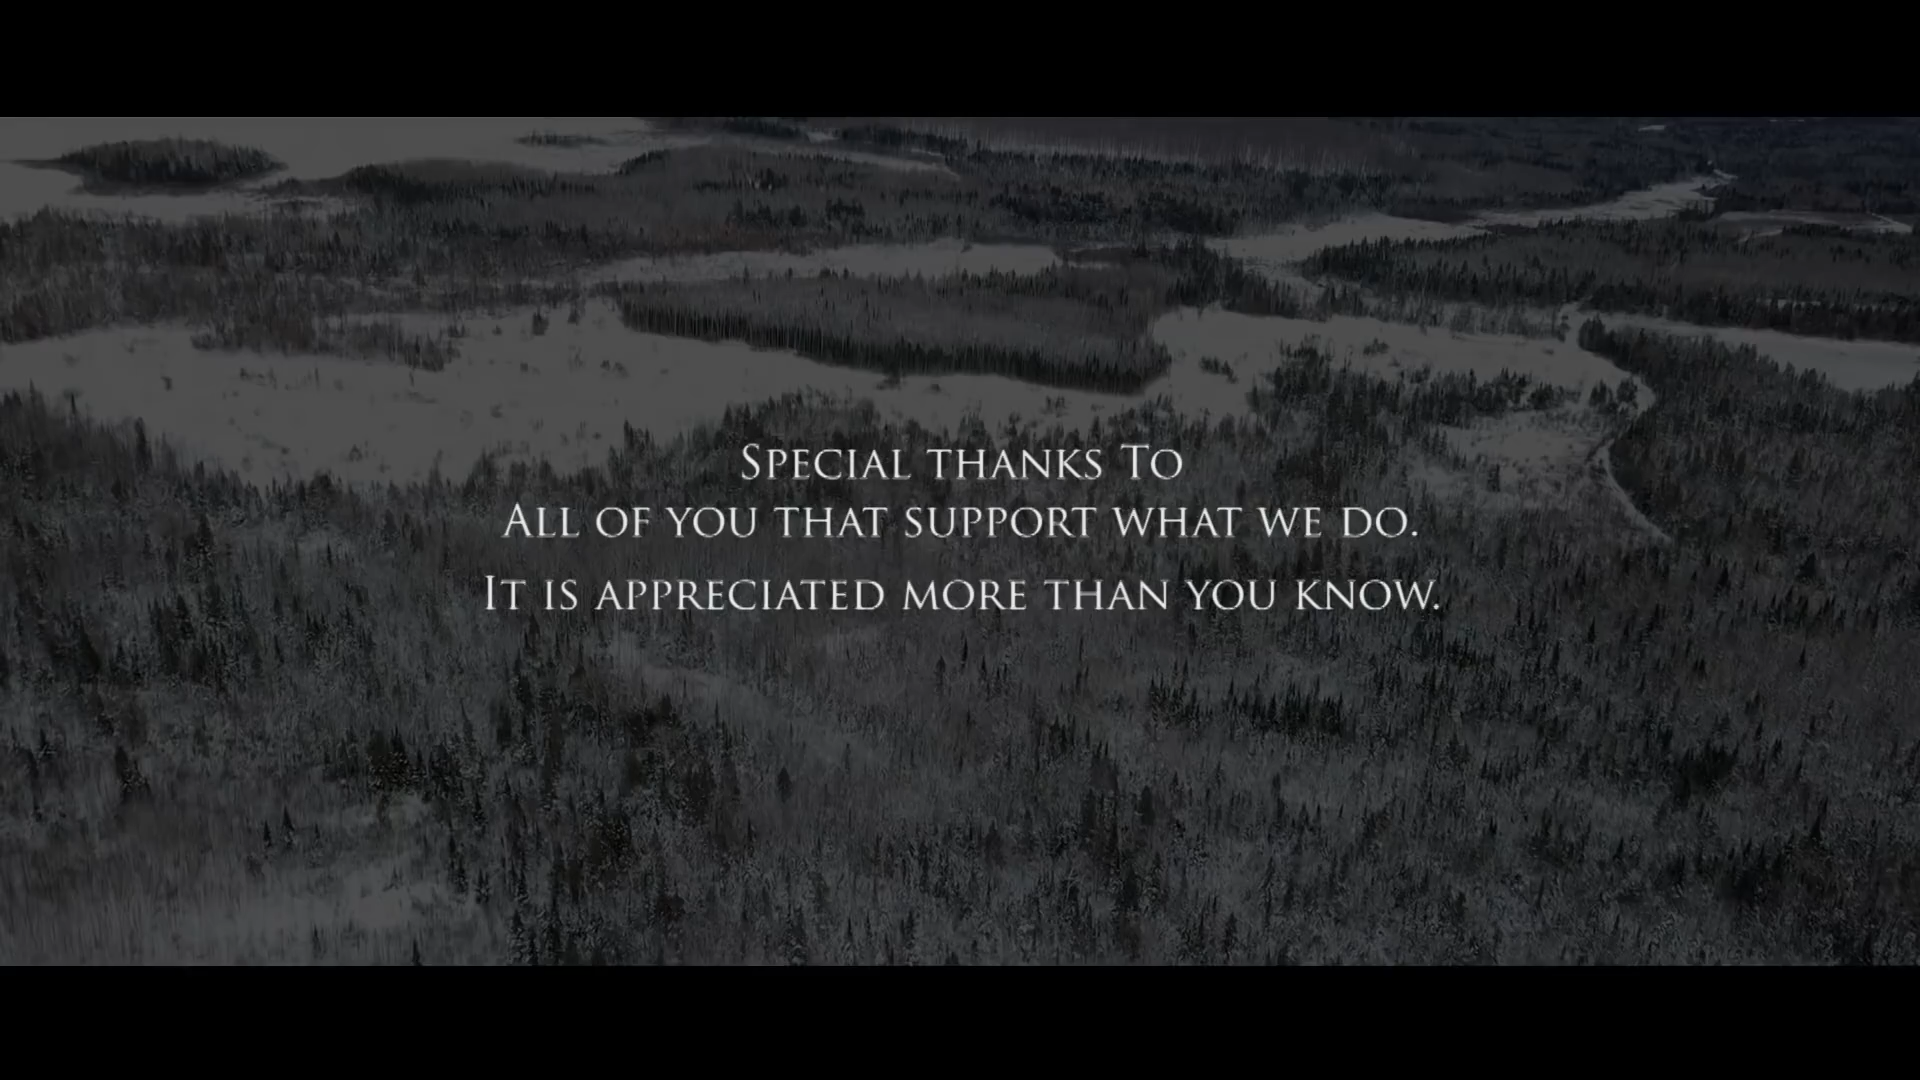 Special thanks To
All of you that support what we do.
It is appreciated more than you know.